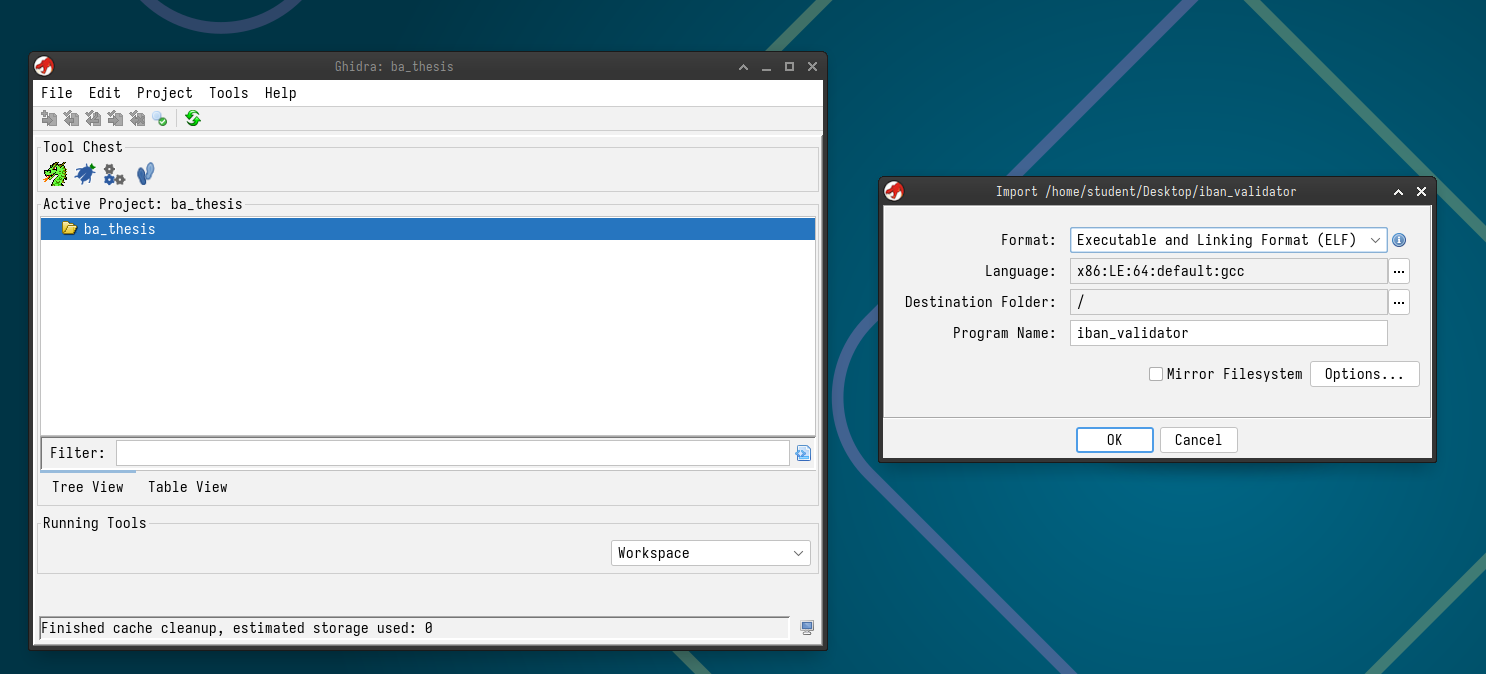 Ghidra: ba_thesis
File Edit Project Tools Help
Tool Chest
Active Project: ba_thesis
ba_thesis
Filter:
Tree View Table View
Running Tools
Workspace
Finished cache cleanup, estimated storage used: 0
Import /home/student/Desktop/iban_validator
Format: Executable and Linking Format (ELF)
Language: x86:LE:64:default:gcc ...
Destination Folder: / ...
Program Name: iban_validator
Mirror Filesystem Options...
OK Cancel